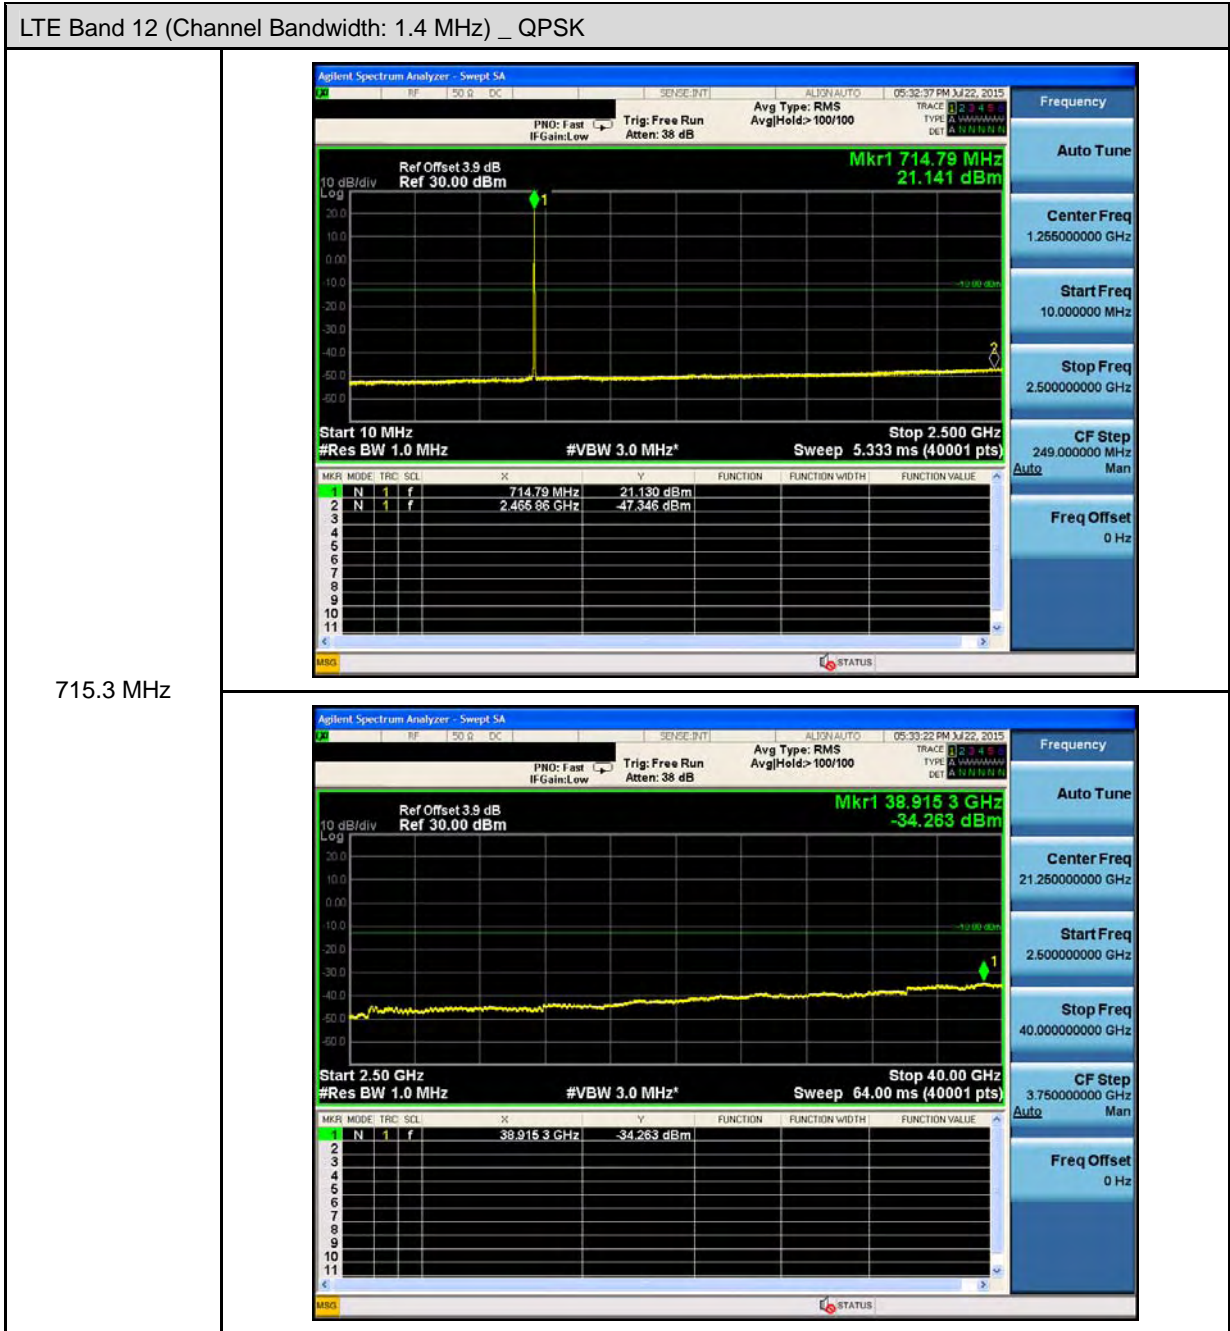 LTE Band 12 (Channel Bandwidth: 1.4 MHz) _ QPSK
715.3 MHz
Agilent Spectrum Analyzer - Swept SA
RF 50 Ω DC SENSE:INT ALIGN AUTO 05:32:37 PM Jul 22, 2015
PNO: Fast Trig: Free Run Avg Type: RMS TRACE 1 2 3 4 5 6
IFGain:Low Atten: 38 dB Avg|Hold:> 100/100 TYPE A
DET A N N N N N
Mkr1 714.79 MHz
21.141 dBm
Ref Offset 3.9 dB
10 dB/div Ref 30.00 dBm
Log
1
20.0
10.0
0.00
-10.0
-20.0
-30.0
-40.0
2
-50.0
-60.0
Start 10 MHz Stop 2.500 GHz
#Res BW 1.0 MHz #VBW 3.0 MHz* Sweep 5.333 ms (40001 pts)
MKR MODE TRC SCL X Y FUNCTION FUNCTION WIDTH FUNCTION VALUE
1 N 1 f 714.79 MHz 21.130 dBm
2 N 1 f 2.465 86 GHz -47.346 dBm
3
4
5
6
7
8
9
10
11
MSG STATUS
Frequency
Auto Tune
Center Freq
1.255000000 GHz
Start Freq
10.000000 MHz
Stop Freq
2.500000000 GHz
CF Step
249.000000 MHz
Auto Man
Freq Offset
0 Hz
Agilent Spectrum Analyzer - Swept SA
RF 50 Ω DC SENSE:INT ALIGN AUTO 05:33:22 PM Jul 22, 2015
PNO: Fast Trig: Free Run Avg Type: RMS TRACE 1 2 3 4 5 6
IFGain:Low Atten: 38 dB Avg|Hold:> 100/100 TYPE A
DET A N N N N N
Mkr1 38.915 3 GHz
-34.263 dBm
Ref Offset 3.9 dB
10 dB/div Ref 30.00 dBm
Log
20.0
10.0
0.00
-10.0
-20.0
1
-30.0
-40.0
-50.0
-60.0
Start 2.50 GHz Stop 40.00 GHz
#Res BW 1.0 MHz #VBW 3.0 MHz* Sweep 64.00 ms (40001 pts)
MKR MODE TRC SCL X Y FUNCTION FUNCTION WIDTH FUNCTION VALUE
1 N 1 f 38.915 3 GHz -34.263 dBm
2
3
4
5
6
7
8
9
10
11
MSG STATUS
Frequency
Auto Tune
Center Freq
21.250000000 GHz
Start Freq
2.500000000 GHz
Stop Freq
40.000000000 GHz
CF Step
3.750000000 GHz
Auto Man
Freq Offset
0 Hz